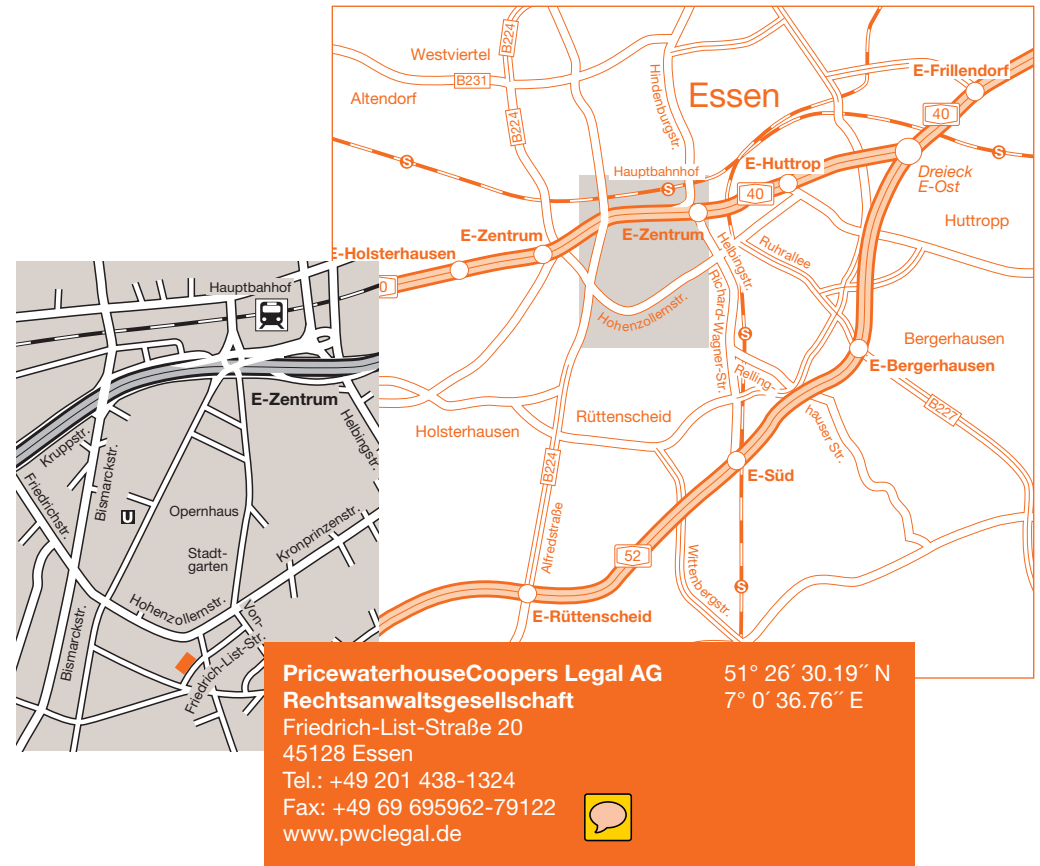 B224
Westviertel
B231
Altendorf
B224
Hindenburgstr.
Essen
E-Frillendorf
40
S
S
Hauptbahnhof
S
E-Huttrop
40
Dreieck
E-Ost
Huttropp
E-Zentrum
E-Zentrum
E-Holsterhausen
Helbingstr.
Ruhrallee
Richard-Wagner-Str.
Hohenzollernstr.
S
Bergerhausen
E-Bergerhausen
Relling-
hauser Str.
B227
Rüttenscheid
Holsterhausen
B224
E-Süd
Alfredstraße
52
Wittenbergstr.
S
E-Rüttenscheid
0
Hauptbahnhof
E-Zentrum
Kruppstr.
Helbingstr.
Bismarckstr.
Friedrichstr.
U
Opernhaus
Kronprinzenstr.
Stadt-
garten
Hohenzollernstr.
Von-
Friedrich-List-Str.
Bismarckstr.
PricewaterhouseCoopers Legal AG
Rechtsanwaltsgesellschaft
Friedrich-List-Straße 20
45128 Essen
Tel.: +49 201 438-1324
Fax: +49 69 695962-79122
www.pwclegal.de
51° 26´ 30.19´´ N
7° 0´ 36.76´´ E